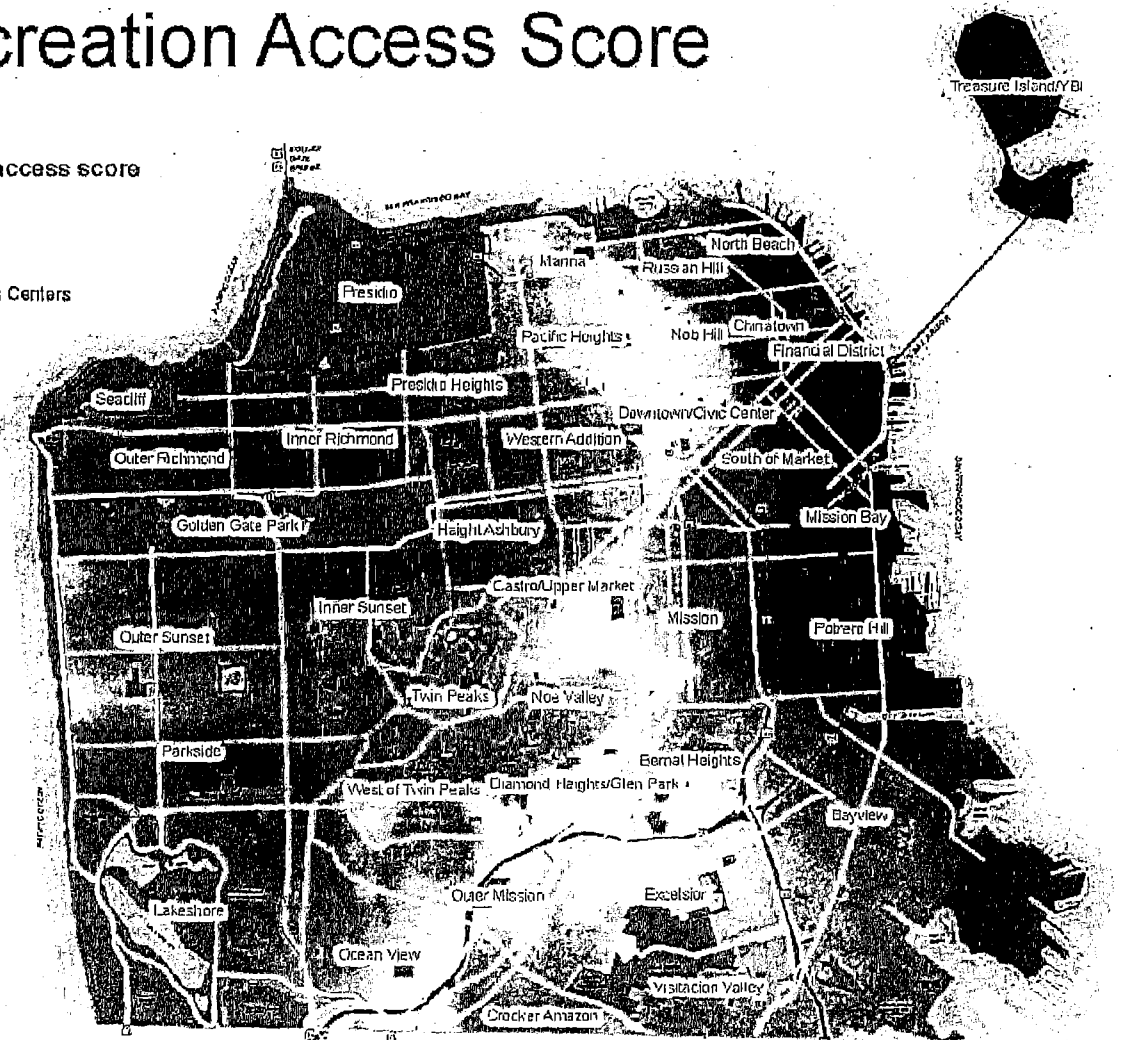 creation Access Score
Treasure Island/YBI
access score
North Beach
Marina
Russian Hill
Presidio
s Centers
Pacific Heights
Nob Hill
Chinatown
Financial District
Presidio Heights
Seacliff
Downtown/Civic Center
Inner Richmond
Western Addition
Outer Richmond
South of Market
Mission Bay
Golden Gate Park
Haight Ashbury
Castro/Upper Market
Inner Sunset
Mission
Potrero Hill
Outer Sunset
Twin Peaks
Noe Valley
Parkside
Bernal Heights
West of Twin Peaks
Diamond Heights/Glen Park
Bayview
Outer Mission
Excelsior
Lakeshore
Ocean View
Visitacion Valley
Crocker Amazon